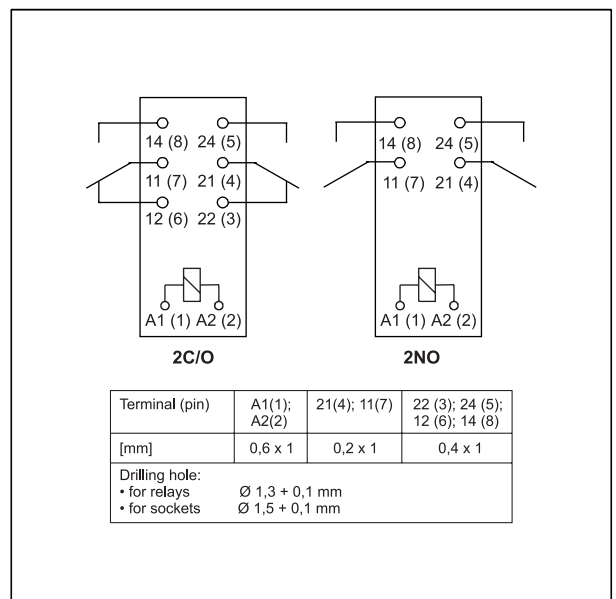 14 (8) 24 (5)
11 (7) 21 (4)
12 (6) 22 (3)
A1 (1) A2 (2)
2C/O
14 (8) 24 (5)
11 (7) 21 (4)
A1 (1) A2 (2)
2NO
Terminal (pin) A1(1); 21(4); 11(7) 22 (3); 24 (5);
A2(2) 12 (6); 14 (8)
[mm] 0,6 x 1 0,2 x 1 0,4 x 1
Drilling hole:
• for relays Ø 1,3 + 0,1 mm
• for sockets Ø 1,5 + 0,1 mm